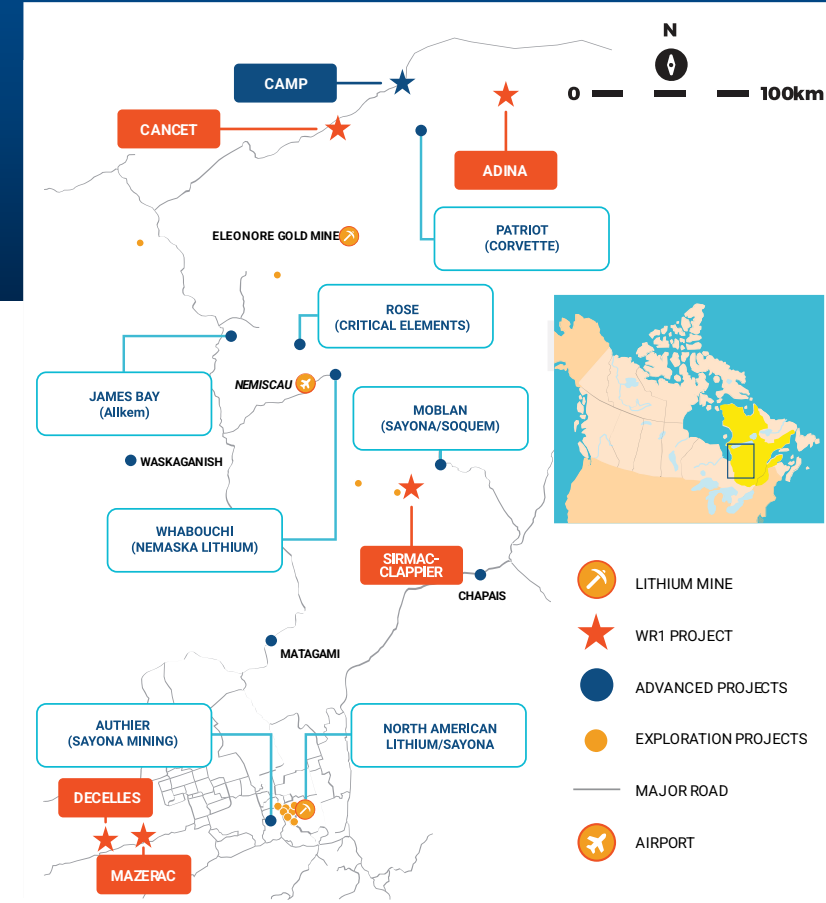 N
0 100km
CAMP
CANCET
ADINA
PATRIOT
(CORVETTE)
ELEONORE GOLD MINE
ROSE
(CRITICAL ELEMENTS)
JAMES BAY
(Allkem)
NEMISCAU
MOBLAN
(SAYONA/SOQUEM)
WASKAGANISH
WHABOUCHI
(NEMASKA LITHIUM)
SIRMAC-
CLAPPIER
CHAPAIS
MATAGAMI
AUTHIER
(SAYONA MINING)
NORTH AMERICAN
LITHIUM/SAYONA
DECELLES
MAZERAC
LITHIUM MINE
WR1 PROJECT
ADVANCED PROJECTS
EXPLORATION PROJECTS
MAJOR ROAD
AIRPORT